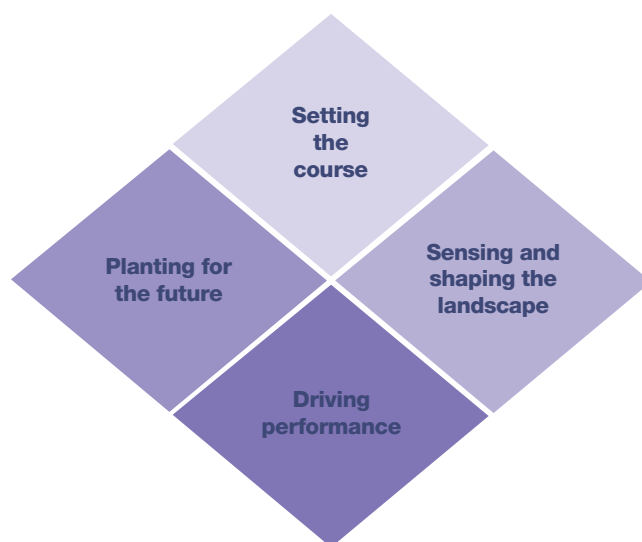 Setting
the
course
Planting for
the future
Sensing and
shaping the
landscape
Driving
performance